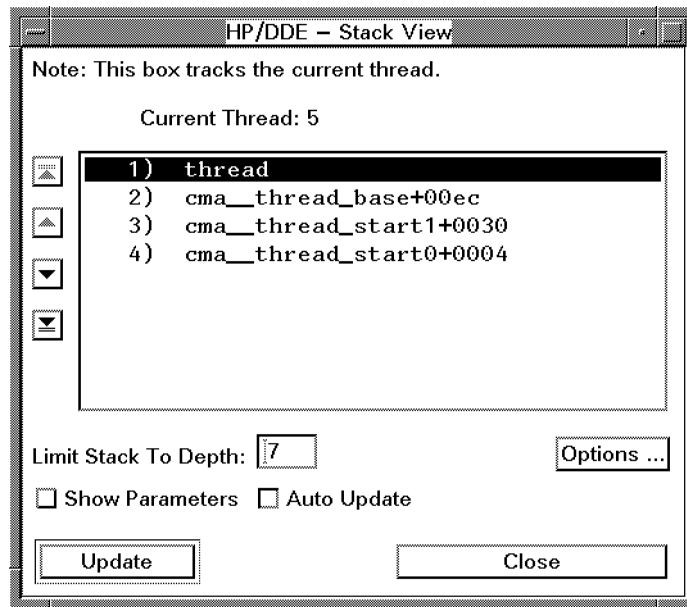 HP/DDE – Stack View
Note: This box tracks the current thread.
Current Thread: 5
1) thread
2) cma__thread_base+00ec
3) cma__thread_start1+0030
4) cma__thread_start0+0004
Limit Stack To Depth: 7
Options ...
Show Parameters Auto Update
Update Close